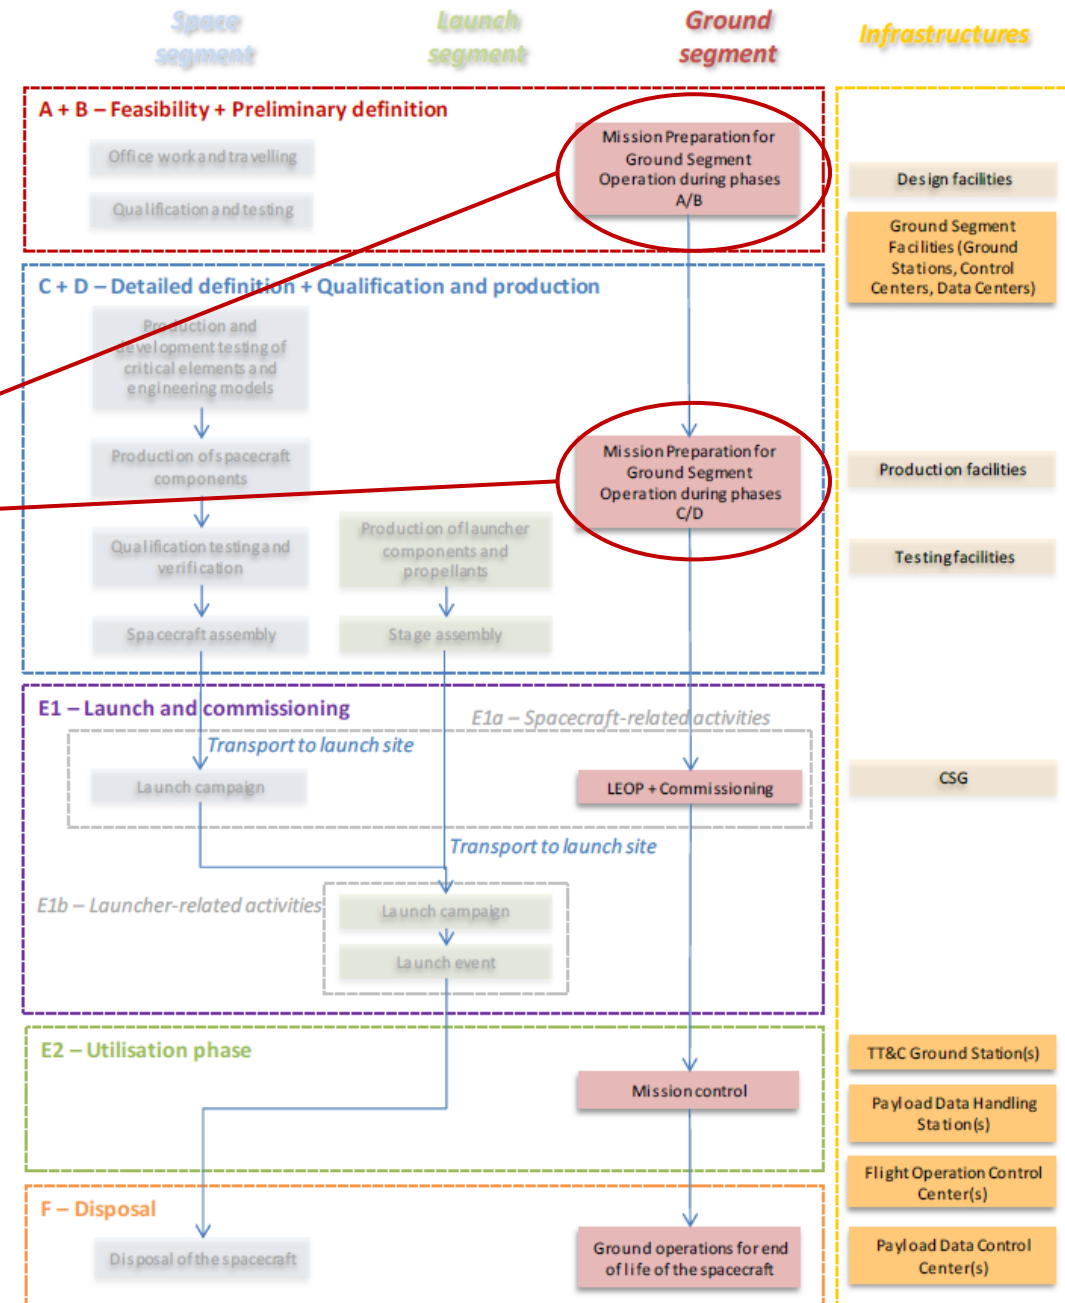 Space
segment
Launch
segment
Ground
segment
Infrastructures
A + B – Feasibility + Preliminary definition
Office work and travelling
Qualification and testing
Mission Preparation for
Ground Segment
Operation during phases
A/B
Design facilities
Ground Segment
Facilities (Ground
Stations, Control
Centers, Data Centers)
C + D – Detailed definition + Qualification and production
Production and
development testing of
critical elements and
engineering models
Production of spacecraft
components
Qualification testing and
verification
Spacecraft assembly
Production of launcher
components and
propellants
Stage assembly
Mission Preparation for
Ground Segment
Operation during phases
C/D
Production facilities
Testing facilities
E1 – Launch and commissioning
E1a – Spacecraft-related activities
Transport to launch site
Launch campaign
LEOP + Commissioning
CSG
Transport to launch site
E1b – Launcher-related activities
Launch campaign
Launch event
E2 – Utilisation phase
Mission control
TT&C Ground Station(s)
Payload Data Handling
Station(s)
Flight Operation Control
Center(s)
F – Disposal
Disposal of the spacecraft
Ground operations for end
of life of the spacecraft
Payload Data Control
Center(s)